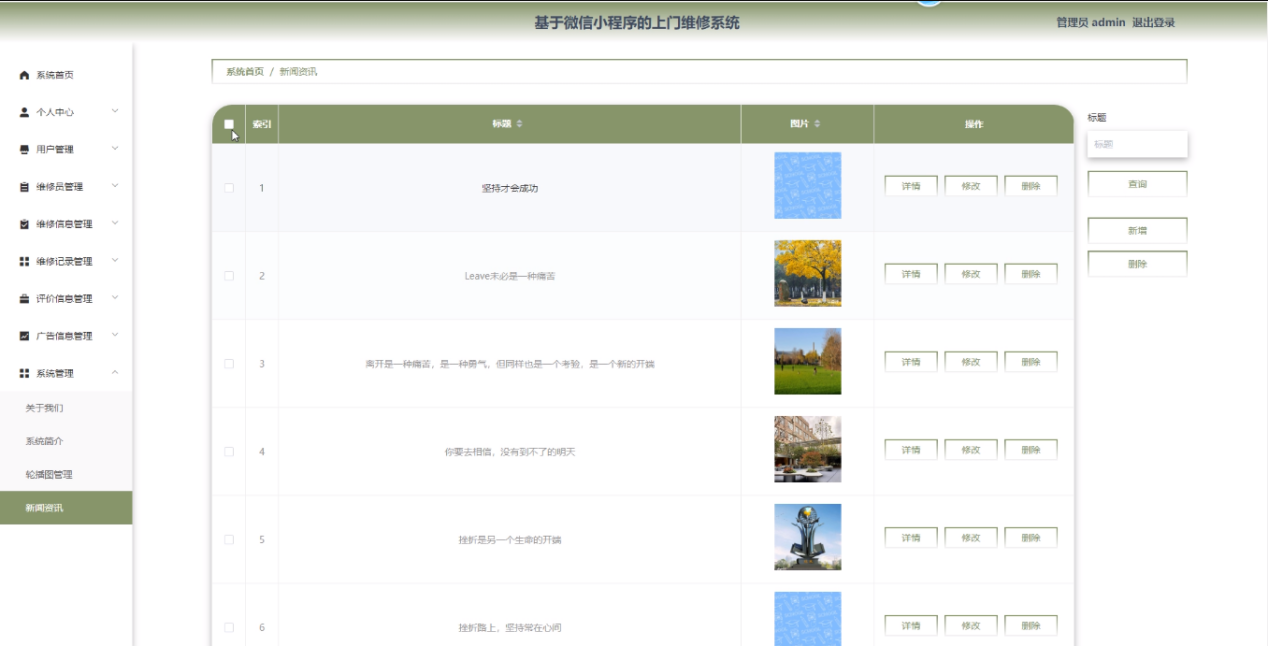 基于微信小程序的上门维修系统
管理员 admin 退出登录
系统首页
个人中心
用户管理
维修员管理
维修信息管理
维修记录管理
评价信息管理
广告信息管理
系统管理
关于我们
系统简介
轮播图管理
新闻资讯
系统首页 / 新闻资讯
索引 标题 图片 操作
1 坚持才会成功 详情 修改 删除
2 Leave未必是一种痛苦 详情 修改 删除
3 离开是一种痛苦，是一种勇气，但同样也是一个考验，是一个新的开端 详情 修改 删除
4 你要去相信，没有到不了的明天 详情 修改 删除
5 挫折是另一个生命的开端 详情 修改 删除
6 挫折路上，坚持常在心间 详情 修改 删除
标题
标题
查询
新增
删除